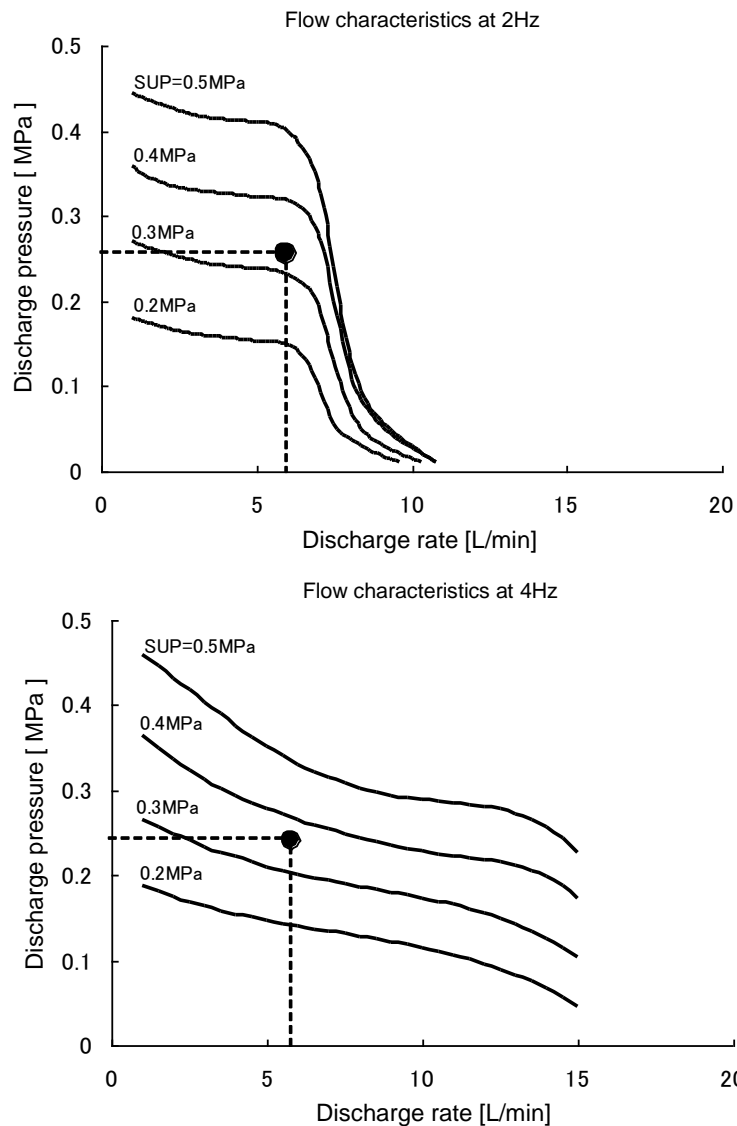 Flow characteristics at 2Hz
0.5
SUP=0.5MPa
0.4
0.4MPa
0.3
0.3MPa
0.2
0.2MPa
0.1
0
Discharge pressure [ MPa]
0 5 10 15 20
Discharge rate [L/min]
Flow characteristics at 4Hz
0.5
SUP=0.5MPa
0.4
0.4MPa
0.3
0.3MPa
0.2
0.2MPa
0.1
0
Discharge pressure [ MPa]
0 5 10 15 20
Discharge rate [L/min]